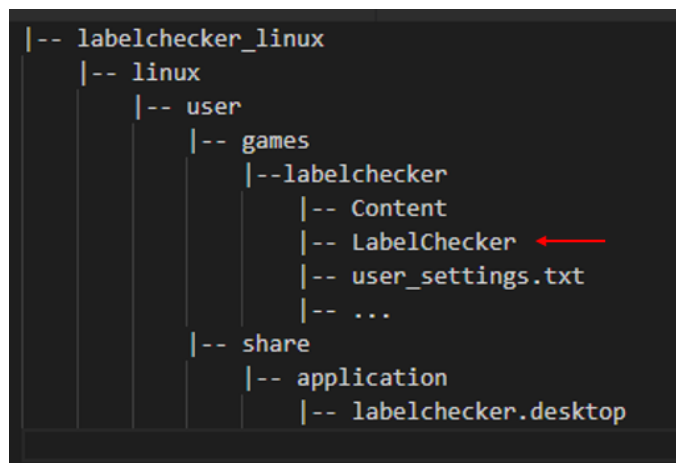 |-- labelchecker_linux
|-- linux
|-- user
|-- games
|--labelchecker
|-- Content
|-- LabelChecker
|-- user_settings.txt
|-- ...
|-- share
|-- application
|-- labelchecker.desktop